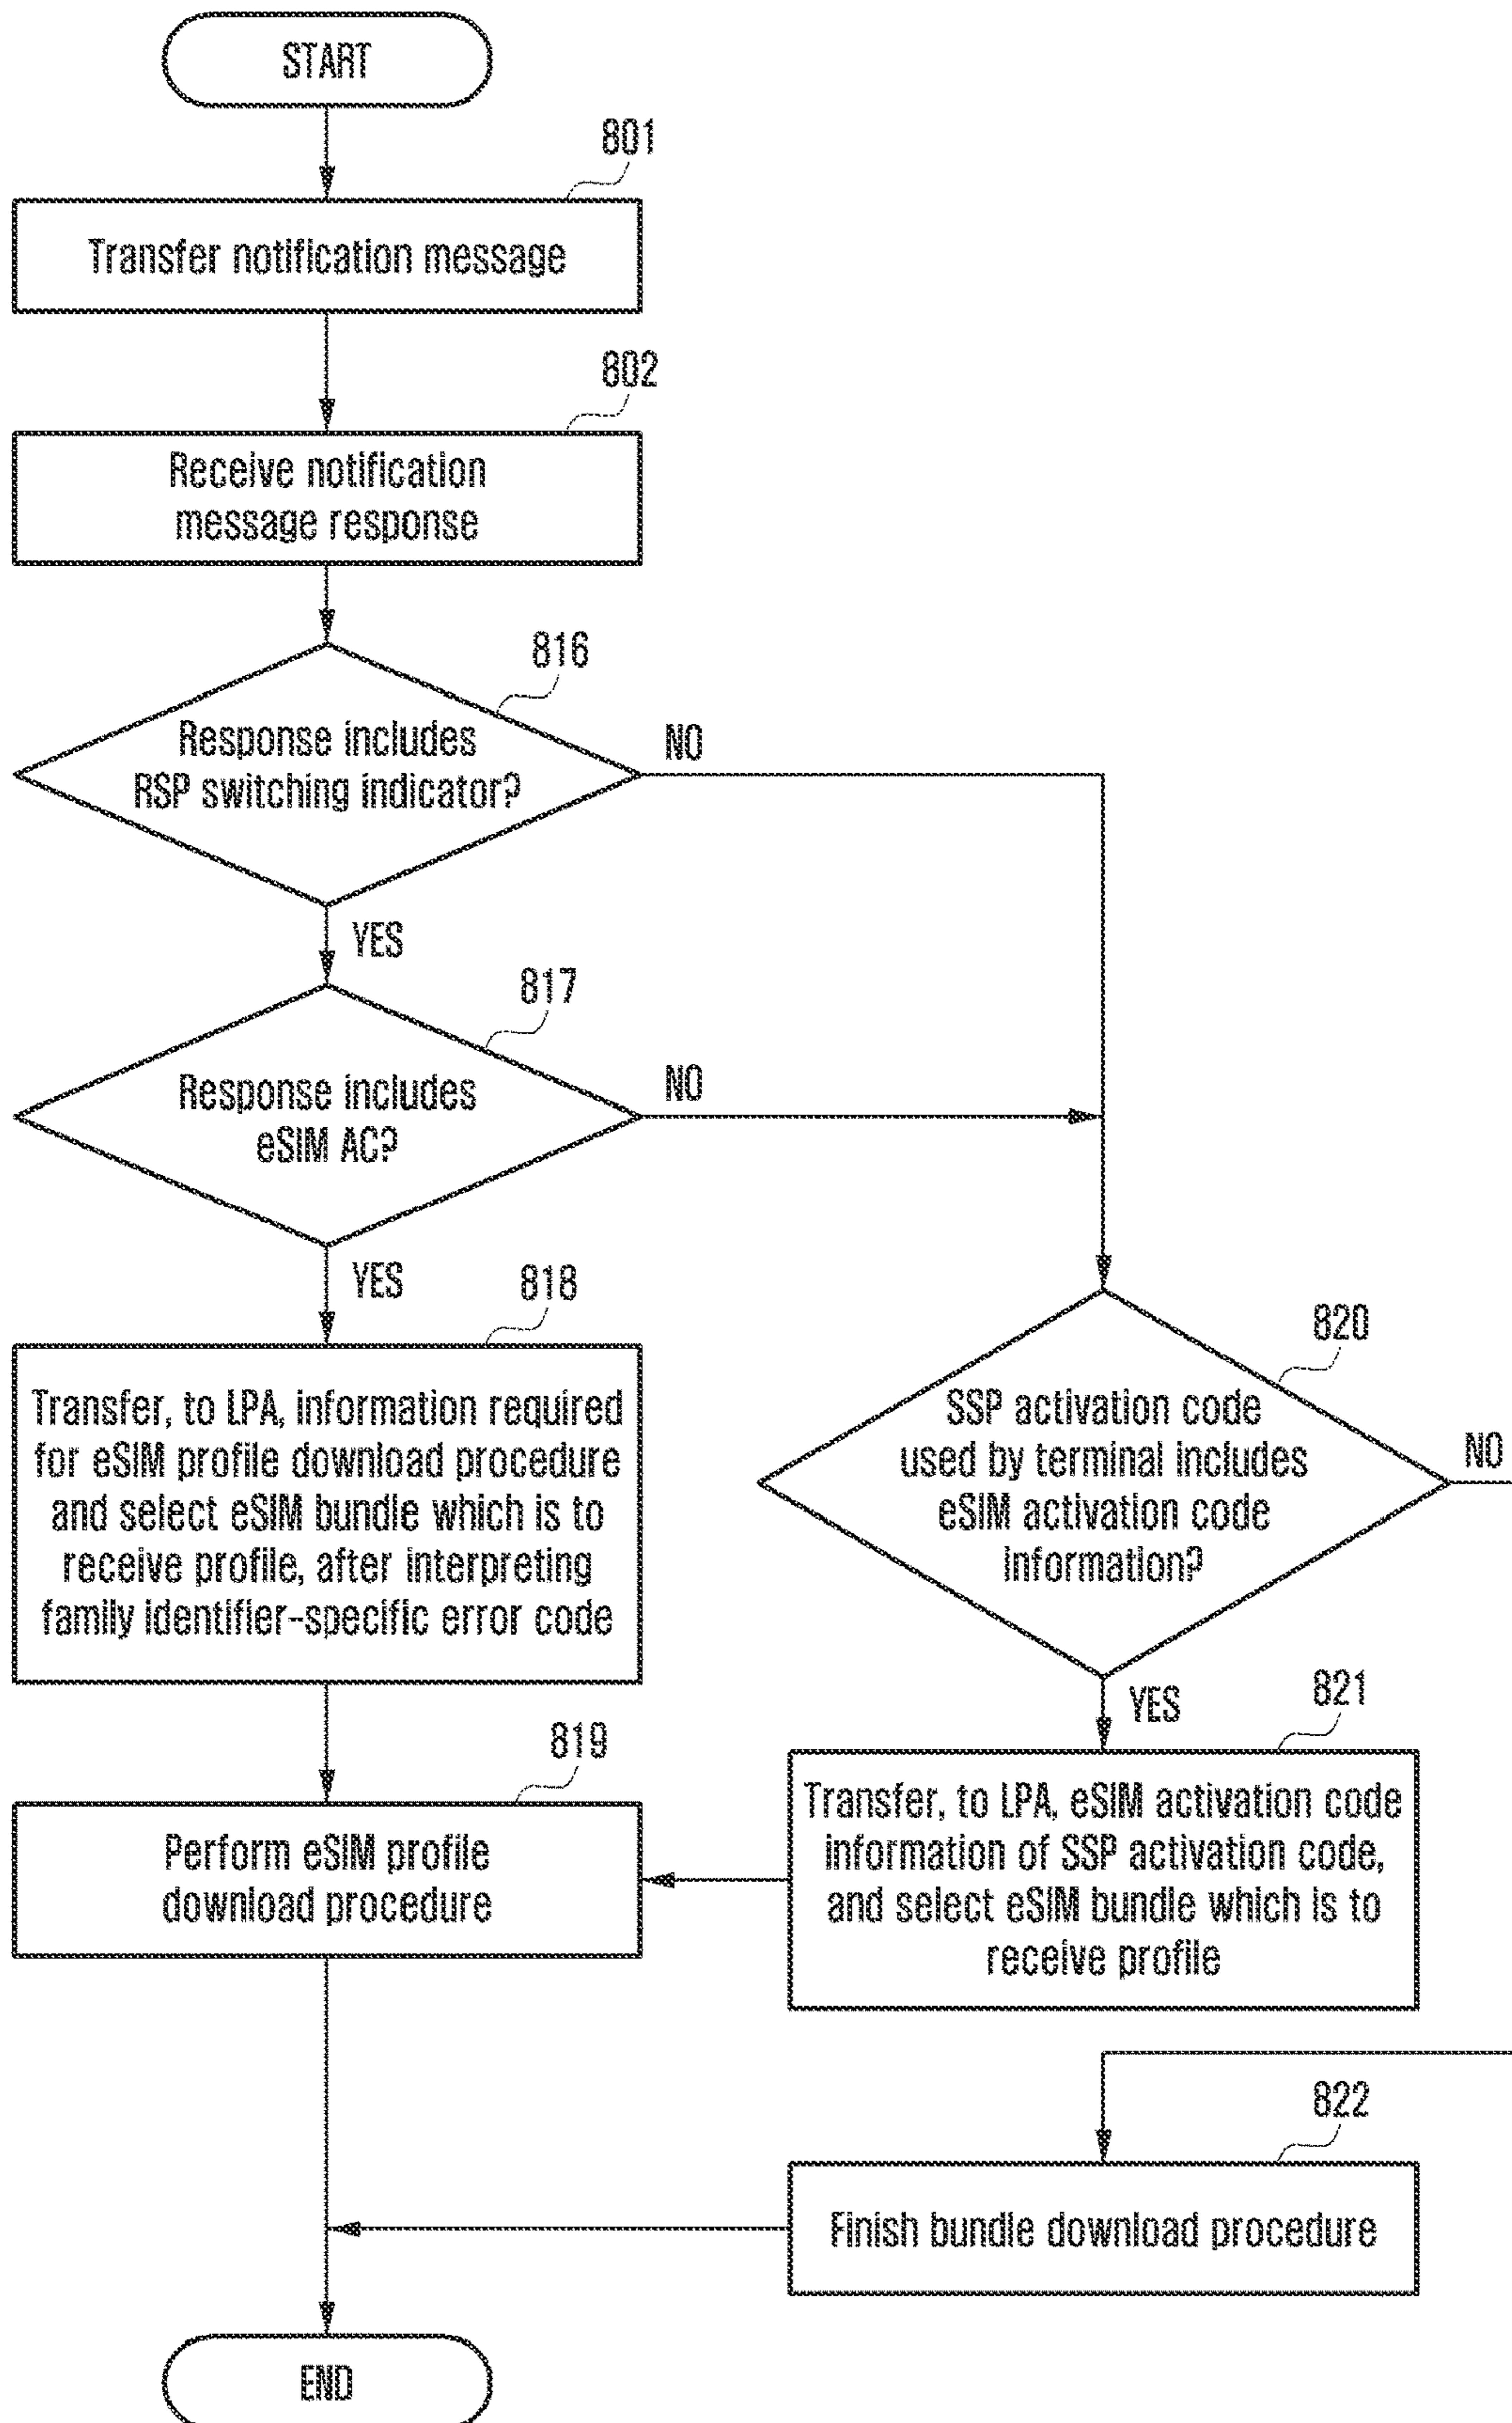 START
801
Transfer notification message
802
Receive notification
message response
816
Response includes
RSP switching indicator?
NO
YES
817
Response includes
eSIM AC?
NO
YES
818
Transfer, to LPA, information required
for eSIM profile download procedure
and select eSIM bundle which is to
receive profile, after interpreting
family identifier-specific error code
820
SSP activation code
used by terminal includes
eSIM activation code
information?
NO
YES
819
Perform eSIM profile
download procedure
821
Transfer, to LPA, eSIM activation code
information of SSP activation code,
and select eSIM bundle which is to
receive profile
822
Finish bundle download procedure
END